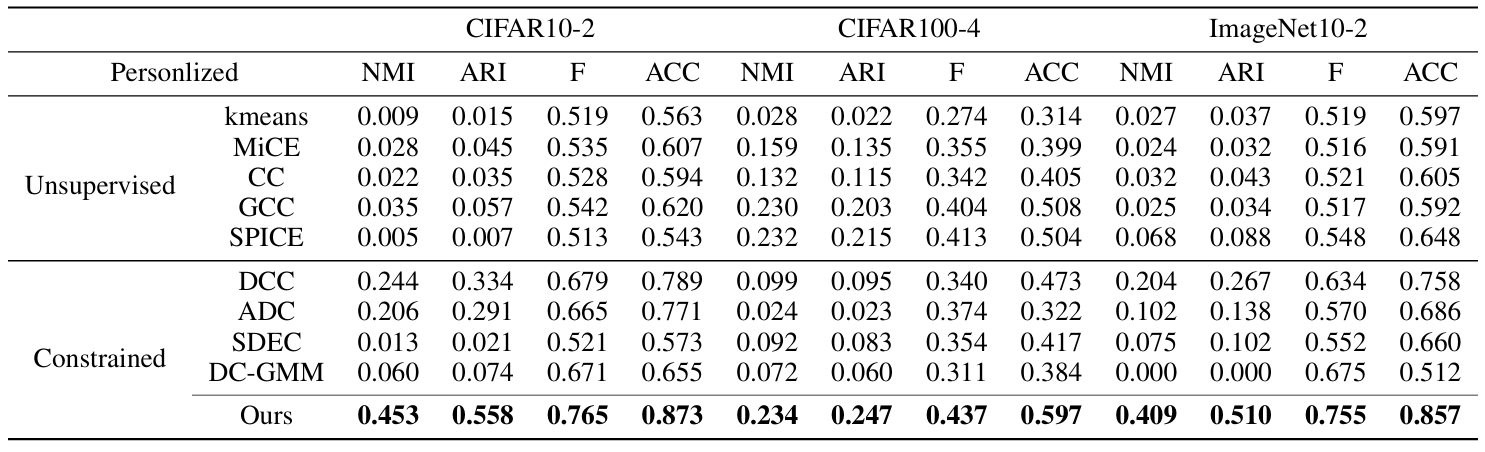 CIFAR10-2 CIFAR100-4 ImageNet10-2
Personlized NMI ARI F ACC NMI ARI F ACC NMI ARI F ACC
kmeans 0.009 0.015 0.519 0.563 0.028 0.022 0.274 0.314 0.027 0.037 0.519 0.597
MiCE 0.028 0.045 0.535 0.607 0.159 0.135 0.355 0.399 0.024 0.032 0.516 0.591
Unsupervised CC 0.022 0.035 0.528 0.594 0.132 0.115 0.342 0.405 0.032 0.043 0.521 0.605
GCC 0.035 0.057 0.542 0.620 0.230 0.203 0.404 0.508 0.025 0.034 0.517 0.592
SPICE 0.005 0.007 0.513 0.543 0.232 0.215 0.413 0.504 0.068 0.088 0.548 0.648
DCC 0.244 0.334 0.679 0.789 0.099 0.095 0.340 0.473 0.204 0.267 0.634 0.758
ADC 0.206 0.291 0.665 0.771 0.024 0.023 0.374 0.322 0.102 0.138 0.570 0.686
SDEC 0.013 0.021 0.521 0.573 0.092 0.083 0.354 0.417 0.075 0.102 0.552 0.660
Constrained DC-GMM 0.060 0.074 0.671 0.655 0.072 0.060 0.311 0.384 0.000 0.000 0.675 0.512
Ours 0.453 0.558 0.765 0.873 0.234 0.247 0.437 0.597 0.409 0.510 0.755 0.857